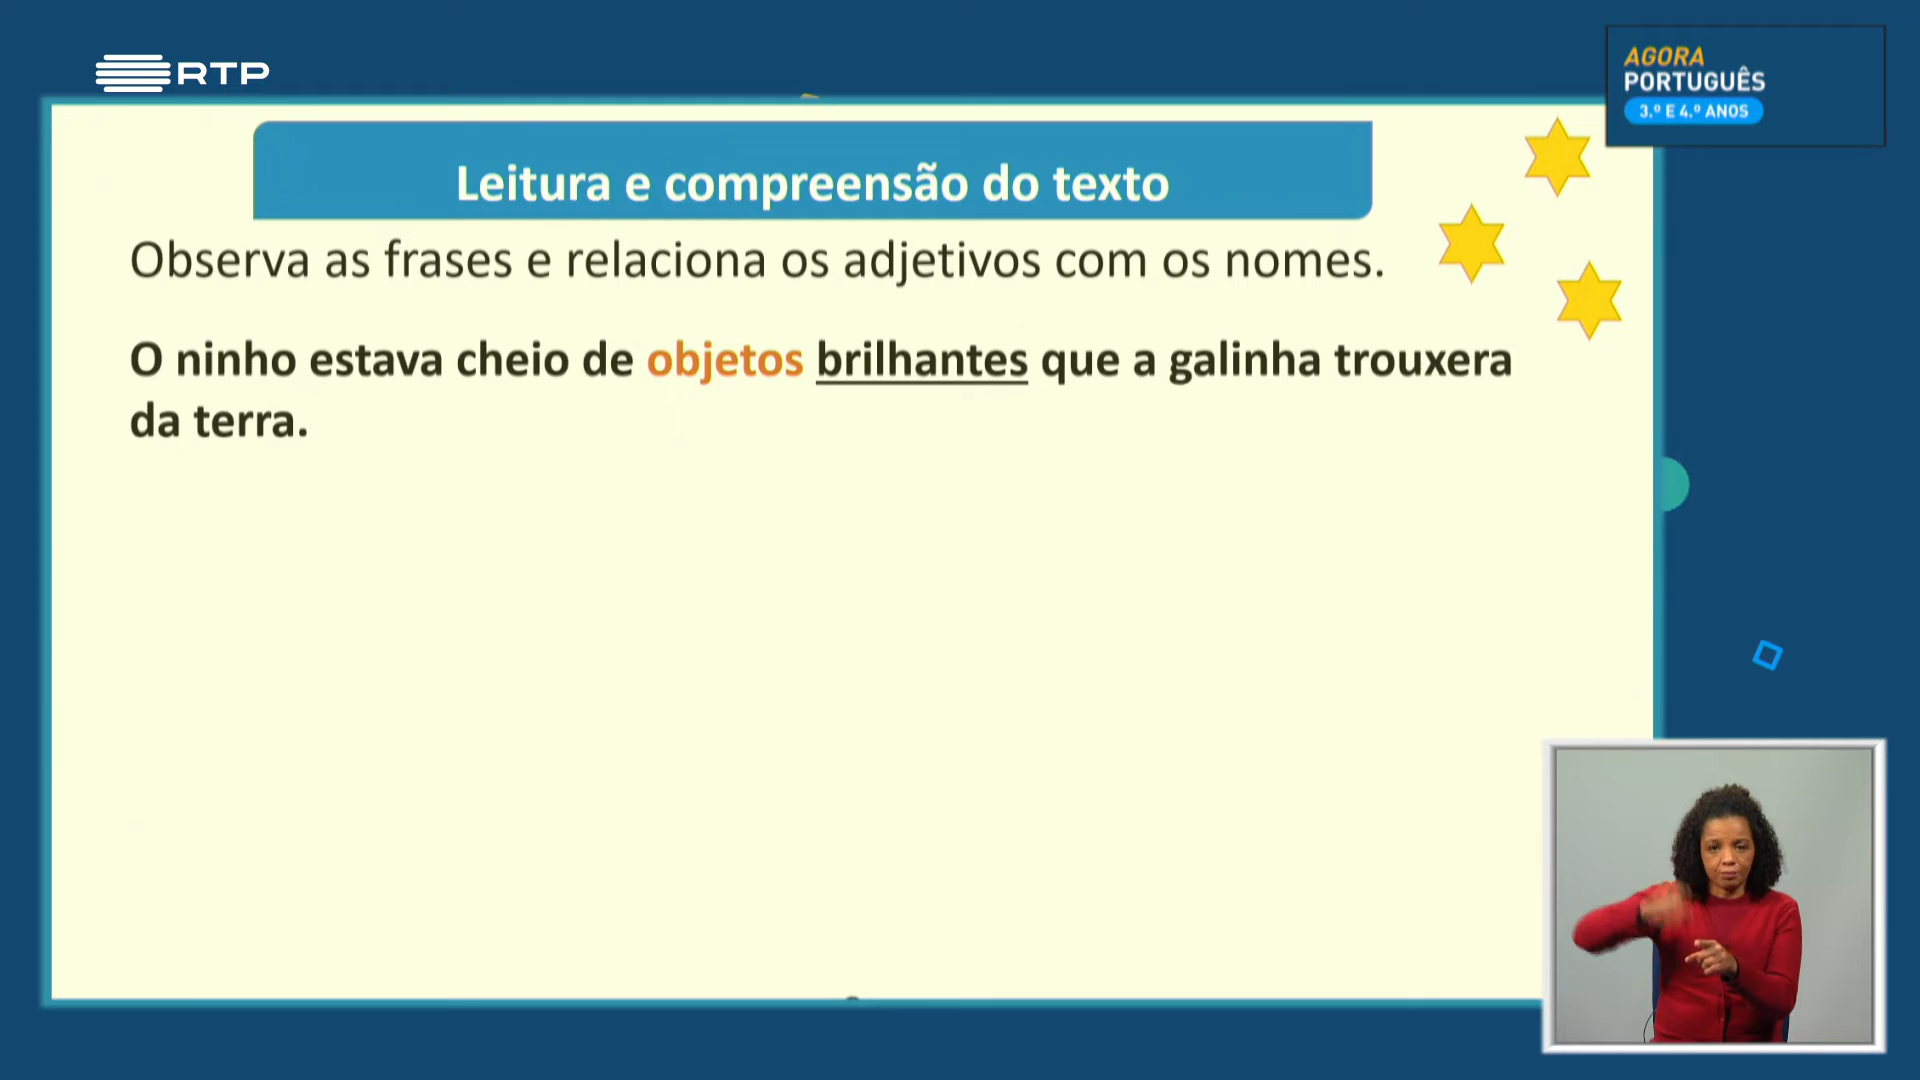 RTP
AGORA
PORTUGUÊS
3.º E 4.º ANOS
Leitura e compreensão do texto
Observa as frases e relaciona os adjetivos com os nomes.
O ninho estava cheio de objetos brilhantes que a galinha trouxera
da terra.